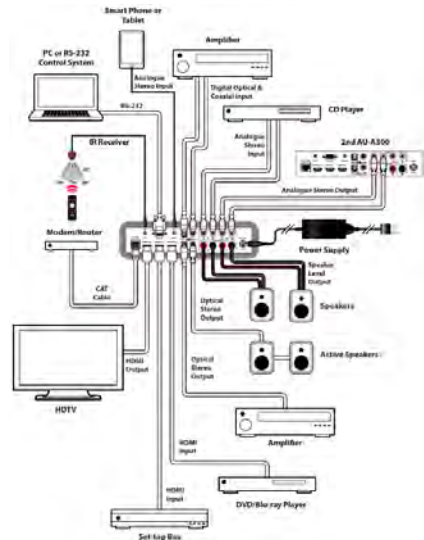 Smart Phone or
Tablet
Amplifier
PC or RS-232
Control System
Analogue
Stereo Input
Digital Optical &
Coaxial Input
CD Player
RS-232
Analogue
Stereo
Input
2nd AU-A300
IR Receiver
Analogue Stereo Output
Modem/Router
Power Supply
CAT
Cable
Speaker
Level
Output
Optical
Stereo
Output
Speakers
HDMI
Output
Optical
Stereo
Output
Active Speakers
HDTV
HDMI
Input
Amplifier
HDMI
Input
DVD/Blu-ray Player
Set-top Box